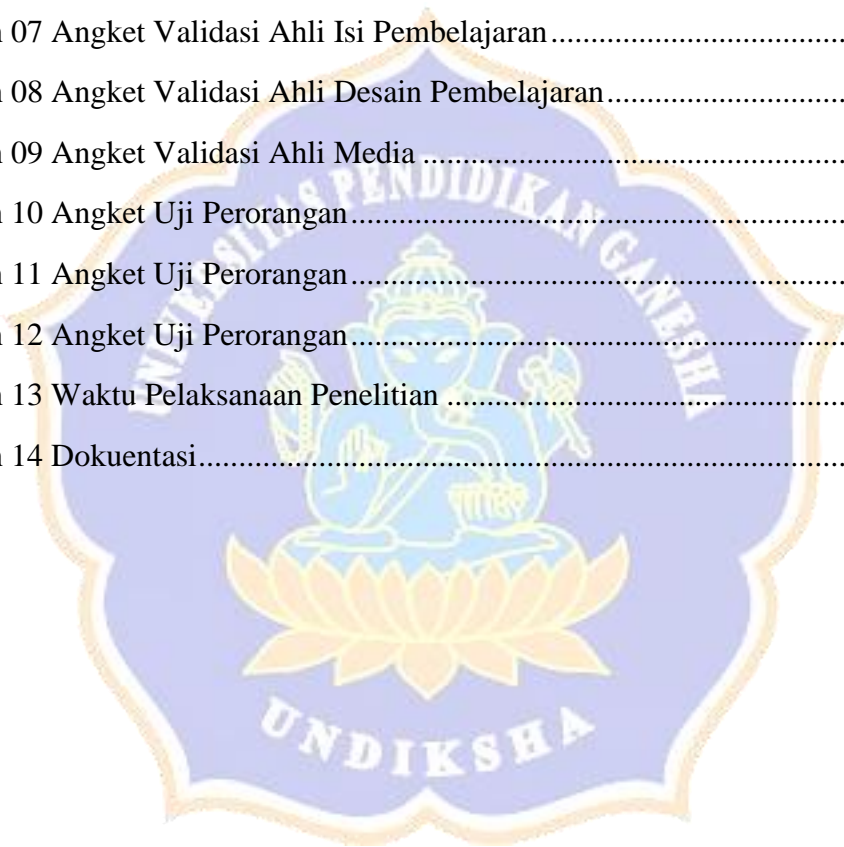 n 07 Angket Validasi Ahli Isi Pembelajaran
n 08 Angket Validasi Ahli Desain Pembelajaran
n 09 Angket Validasi Ahli Media
n 10 Angket Uji Perorangan
n 11 Angket Uji Perorangan
n 12 Angket Uji Perorangan
n 13 Waktu Pelaksanaan Penelitian
n 14 Dokuentasi
UNIVERSITAS PENDIDIKAN GANESHA
UNDIKSHA